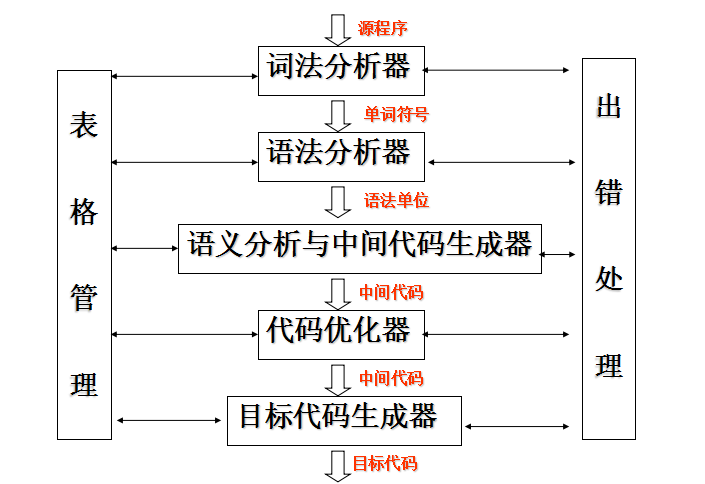 源程序
词法分析器
单词符号
语法分析器
语法单位
语义分析与中间代码生成器
中间代码
代码优化器
中间代码
目标代码生成器
目标代码
表格管理
出错处理